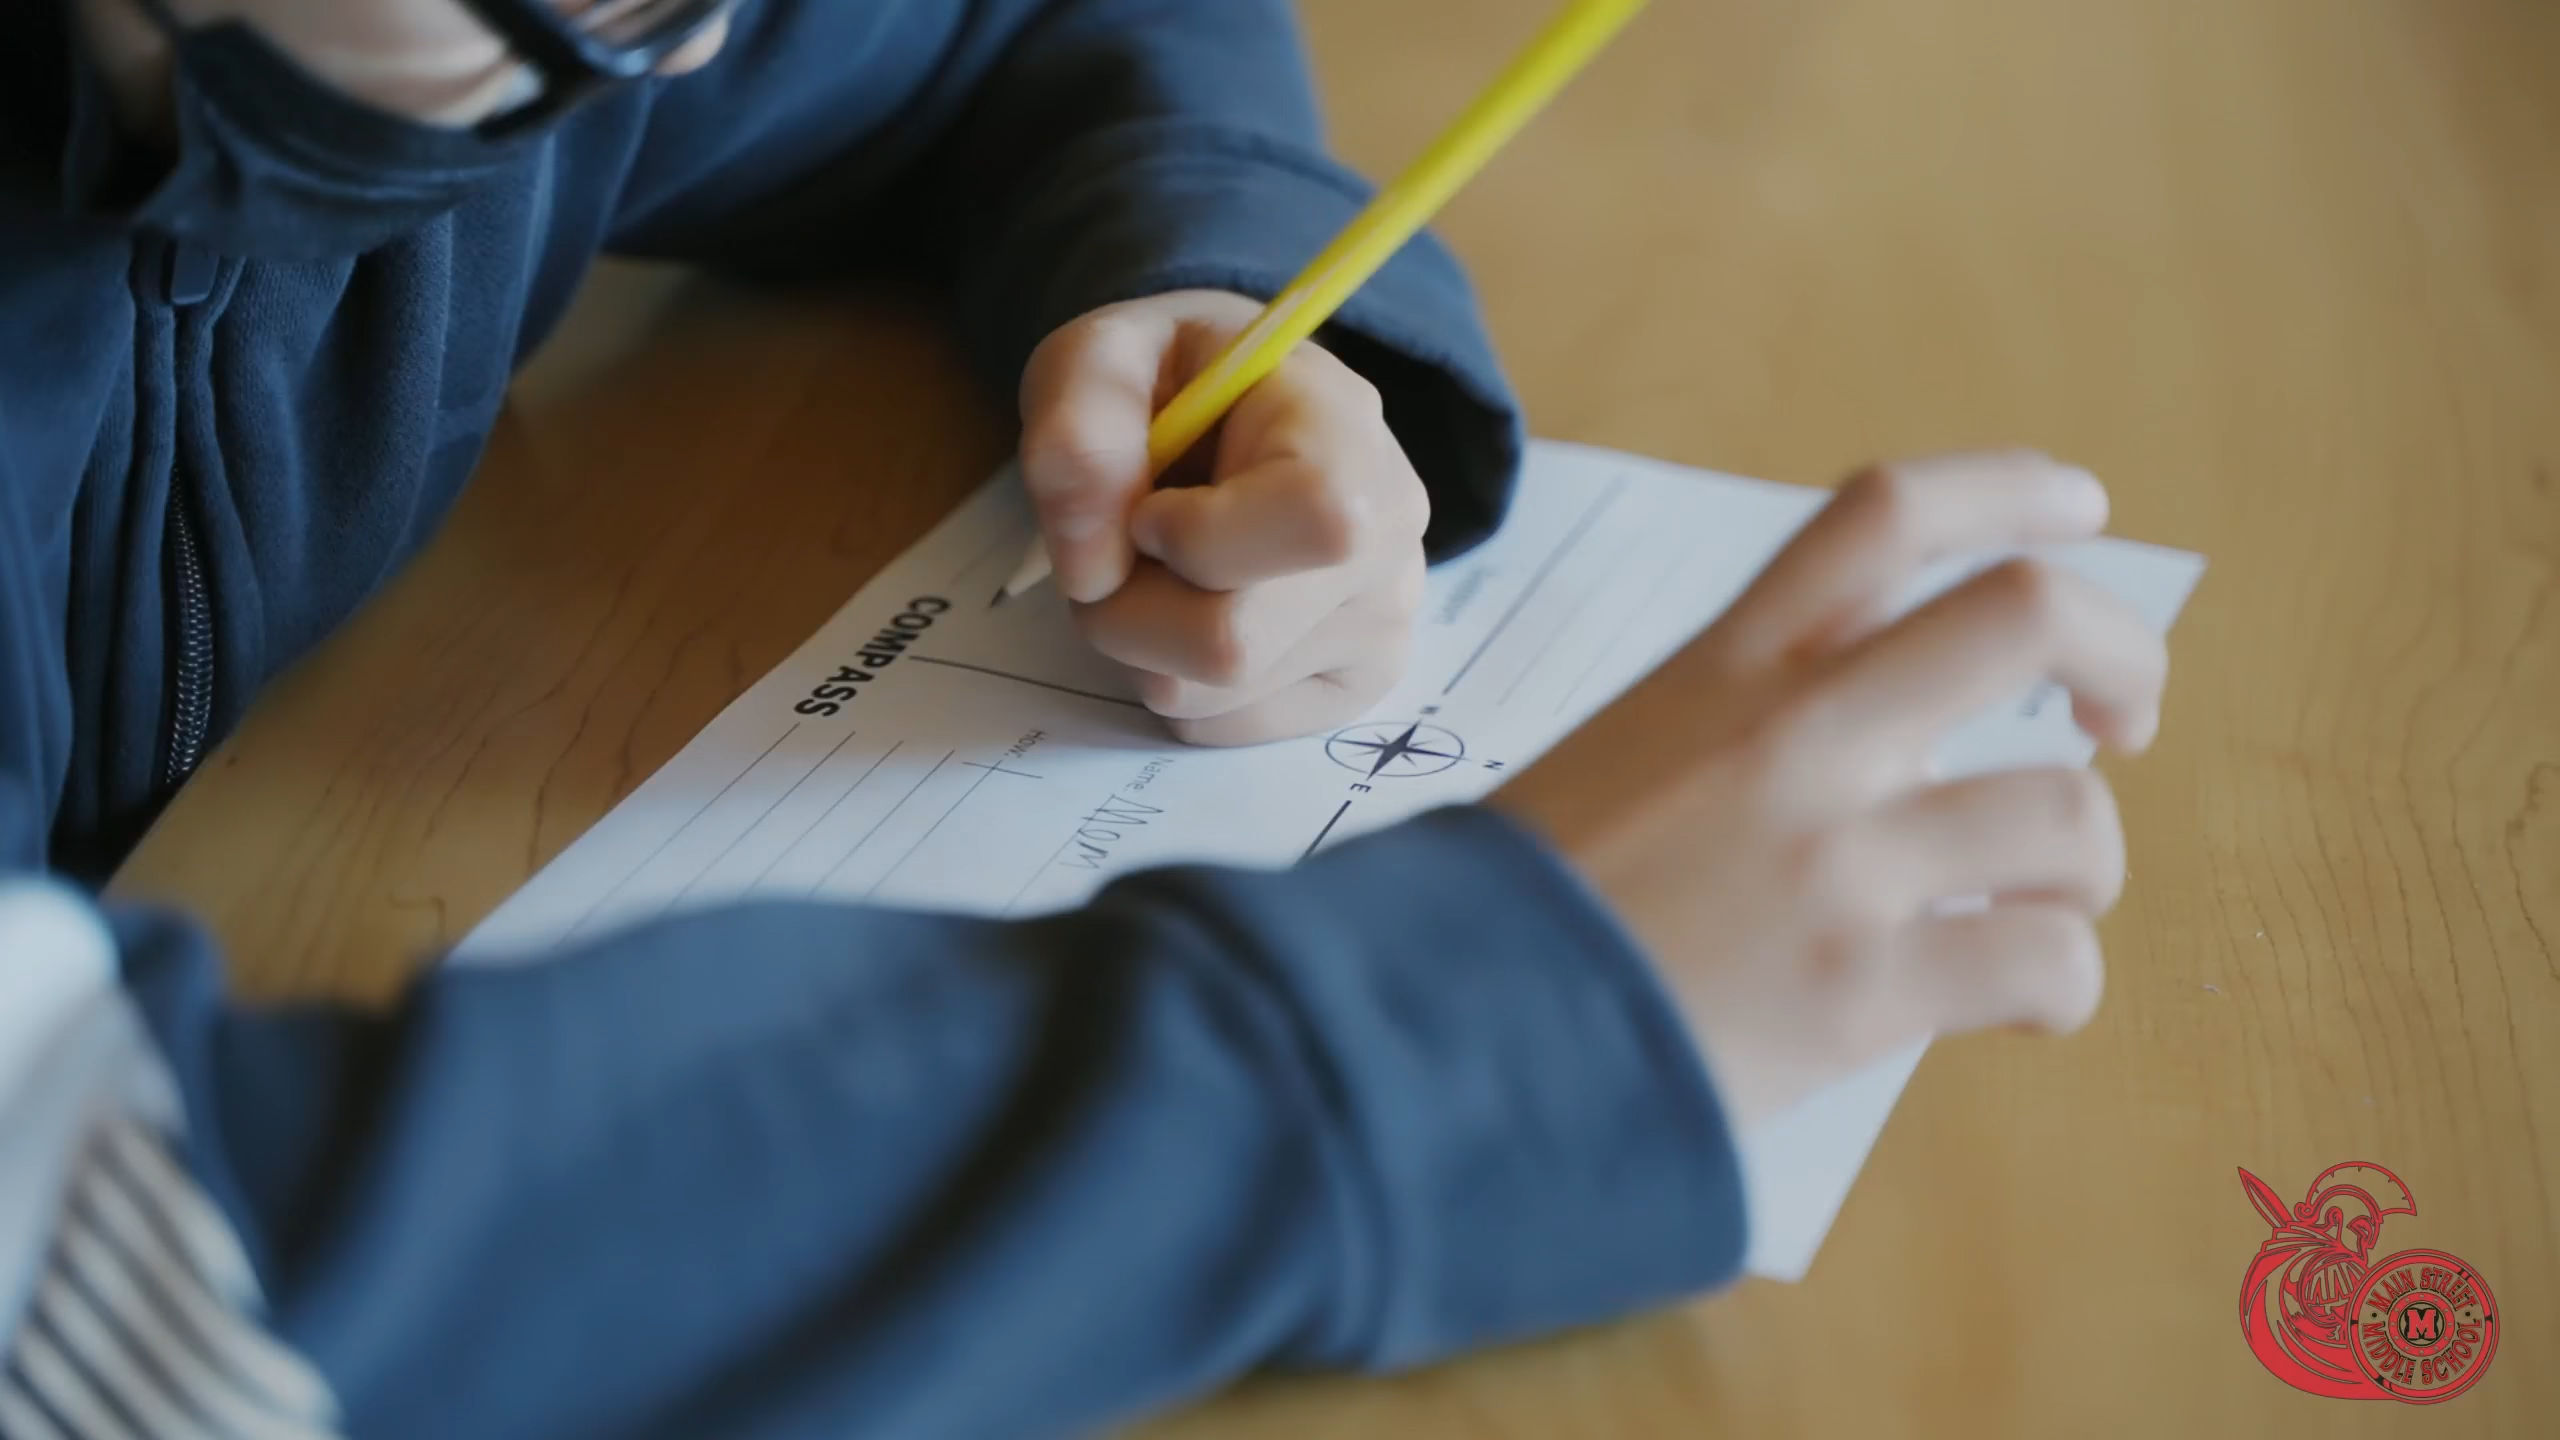 COMPASS
How:
I
Name: Mom
N
E
MAIN STREET
M
MIDDLE SCHOOL